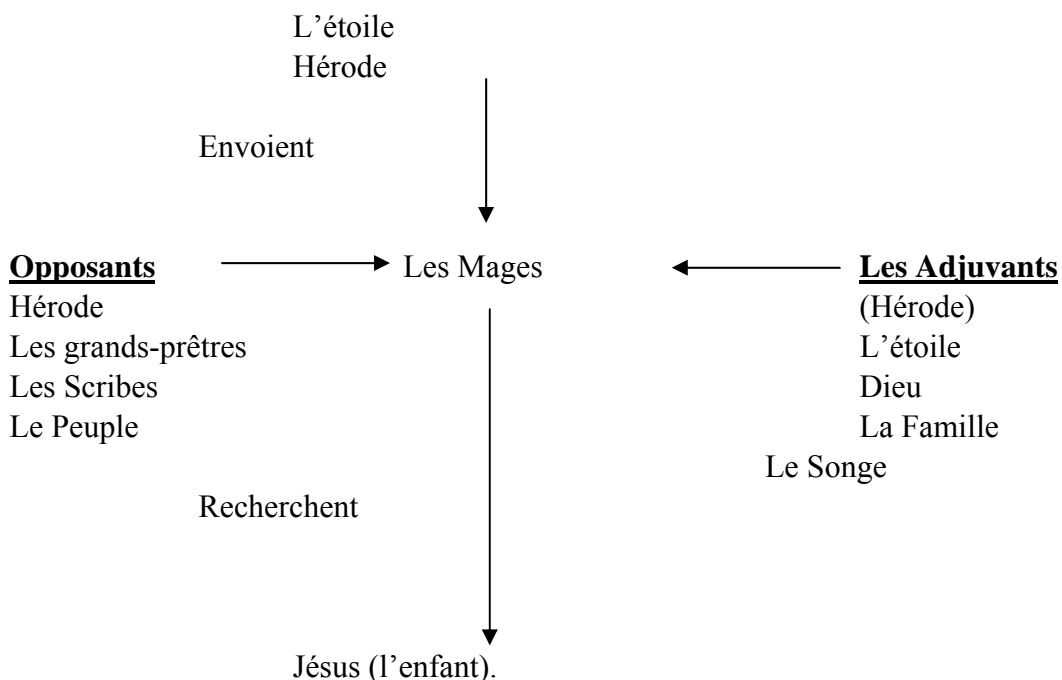 L’étoile
Hérode
Envoient
Opposants
Hérode
Les grands-prêtres
Les Scribes
Le Peuple
Les Mages
Les Adjuvants
(Hérode)
L’étoile
Dieu
La Famille
Le Songe
Recherchent
Jésus (l’enfant).